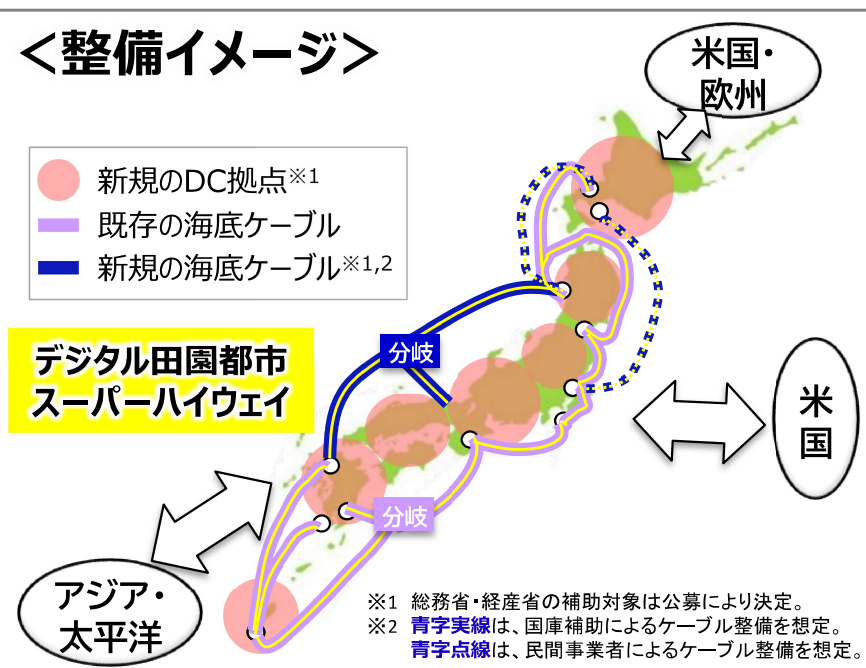 <整備イメージ>
米国・
欧州
新規のDC拠点※1
既存の海底ケーブル
新規の海底ケーブル※1,2
デジタル田園都市
スーパーハイウェイ
分岐
米
国
分岐
アジア・
太平洋
※1 総務省・経産省の補助対象は公募により決定。
※2 青字実線は、国庫補助によるケーブル整備を想定。
青字点線は、民間事業者によるケーブル整備を想定。